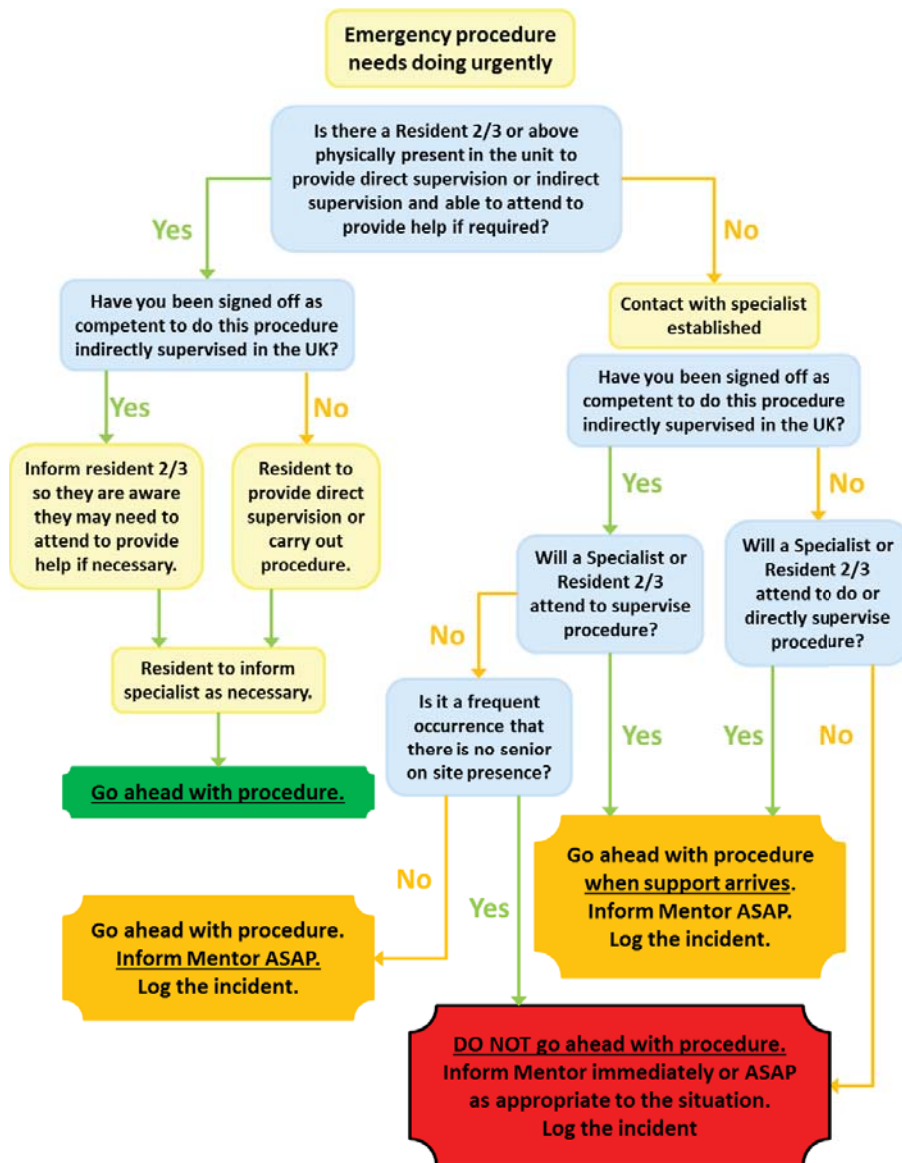 Emergency procedure
needs doing urgently
Is there a Resident 2/3 or above
physically present in the unit to
provide direct supervision or indirect
supervision and able to attend to
provide help if required?
Yes
No
Have you been signed off as
competent to do this procedure
indirectly supervised in the UK?
Contact with specialist
established
Have you been signed off as
competent to do this procedure
indirectly supervised in the UK?
Yes
No
Inform resident 2/3
so they are aware
they may need to
attend to provide
help if necessary.
Resident to
provide direct
supervision or
carry out
procedure.
Yes
No
Will a Specialist or
Resident 2/3
attend to supervise
procedure?
Will a Specialist or
Resident 2/3
attend to do or
directly supervise
procedure?
No
Resident to inform
specialist as necessary.
Is it a frequent
occurrence that
there is no senior
on site presence?
Yes
Yes
No
Go ahead with procedure.
No
Yes
Go ahead with procedure
when support arrives.
Inform Mentor ASAP.
Log the incident.
Go ahead with procedure.
Inform Mentor ASAP.
Log the incident.
DO NOT go ahead with procedure.
Inform Mentor immediately or ASAP
as appropriate to the situation.
Log the incident